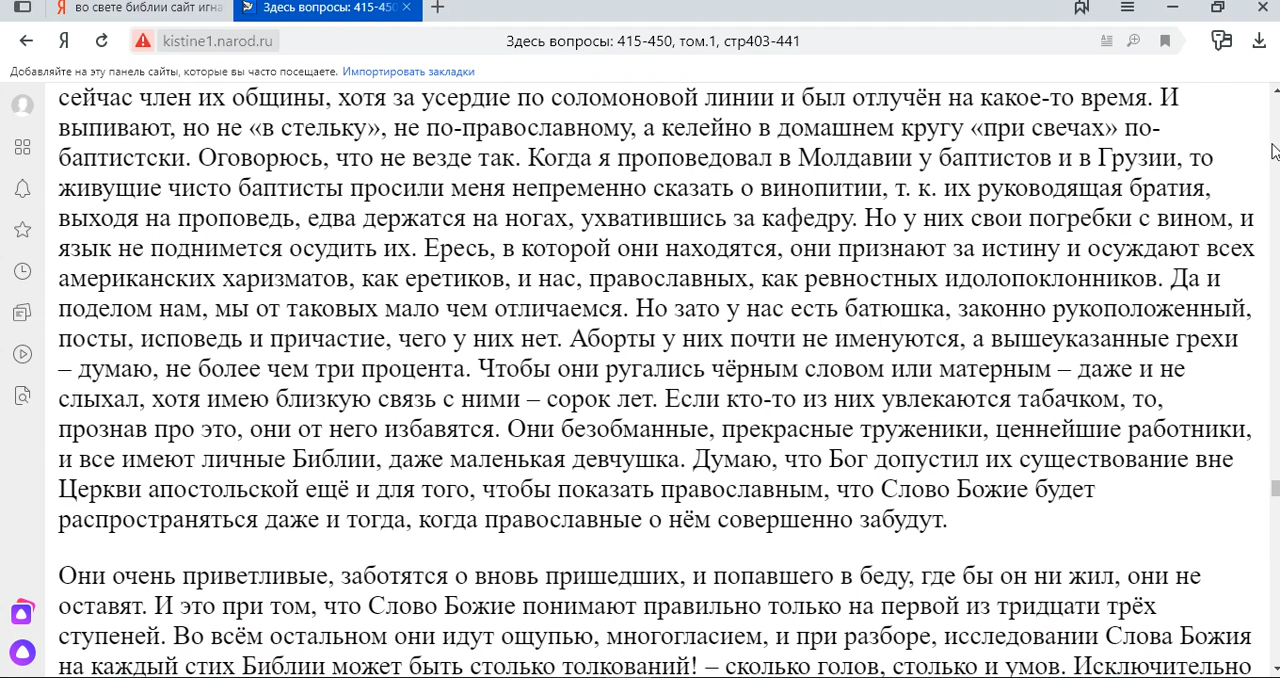 во свете библии сайт игна
Здесь вопросы: 415-450
kistine1.narod.ru
Здесь вопросы: 415-450, том.1, стр403-441
Добавляйте на эту панель сайты, которые вы часто посещаете. Импортировать закладки
сейчас член их общины, хотя за усердие по соломоновой линии и был отлучён на какое-то время. И
выпивают, но не «в стельку», не по-православному, а келейно в домашнем кругу «при свечах» по-
баптистски. Оговорюсь, что не везде так. Когда я проповедовал в Молдавии у баптистов и в Грузии, то
живущие чисто баптисты просили меня непременно сказать о винопитии, т. к. их руководящая братия,
выходя на проповедь, едва держатся на ногах, ухватившись за кафедру. Но у них свои погребки с вином, и
язык не поднимется осудить их. Ересь, в которой они находятся, они признают за истину и осуждают всех
американских харизматов, как еретиков, и нас, православных, как ревностных идолопоклонников. Да и
поделом нам, мы от таковых мало чем отличаемся. Но зато у нас есть батюшка, законно рукоположенный,
посты, исповедь и причастие, чего у них нет. Аборты у них почти не именуются, а вышеуказанные грехи
– думаю, не более чем три процента. Чтобы они ругались чёрным словом или матерным – даже и не
слыхал, хотя имею близкую связь с ними – сорок лет. Если кто-то из них увлекаются табачком, то,
прознав про это, они от него избавятся. Они безобманные, прекрасные труженики, ценнейшие работники,
и все имеют личные Библии, даже маленькая девчушка. Думаю, что Бог допустил их существование вне
Церкви апостольской ещё и для того, чтобы показать православным, что Слово Божие будет
распространяться даже и тогда, когда православные о нём совершенно забудут.
Они очень приветливые, заботятся о вновь пришедших, и попавшего в беду, где бы он ни жил, они не
оставят. И это при том, что Слово Божие понимают правильно только на первой из тридцати трёх
ступеней. Во всём остальном они идут ощупью, многогласием, и при разборе, исследовании Слова Божия
на каждый стих Библии может быть столько толкований! – сколько голов, столько и умов. Исключительно